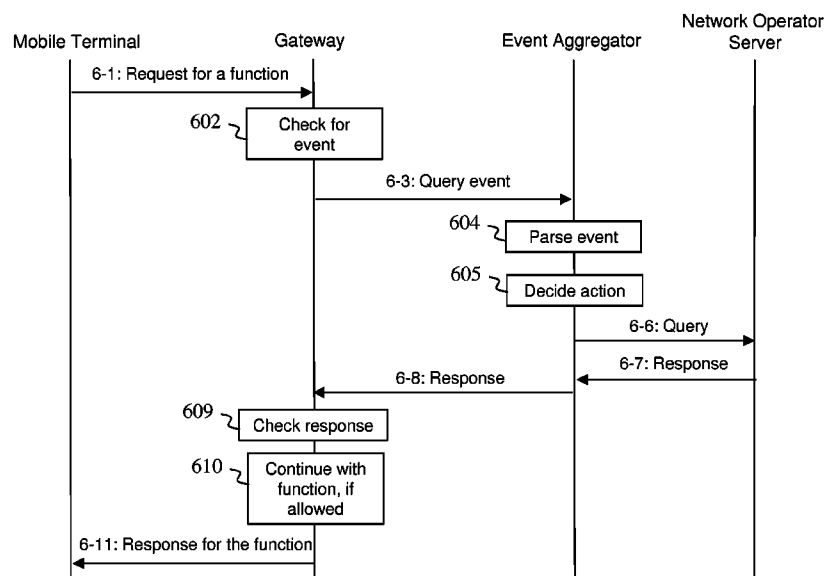 Mobile Terminal
Gateway
Event Aggregator
Network Operator
Server
6-1: Request for a function
602
Check for
event
6-3: Query event
604
Parse event
605
Decide action
6-6: Query
6-7: Response
6-8: Response
609
Check response
610
Continue with
function, if
allowed
6-11: Response for the function